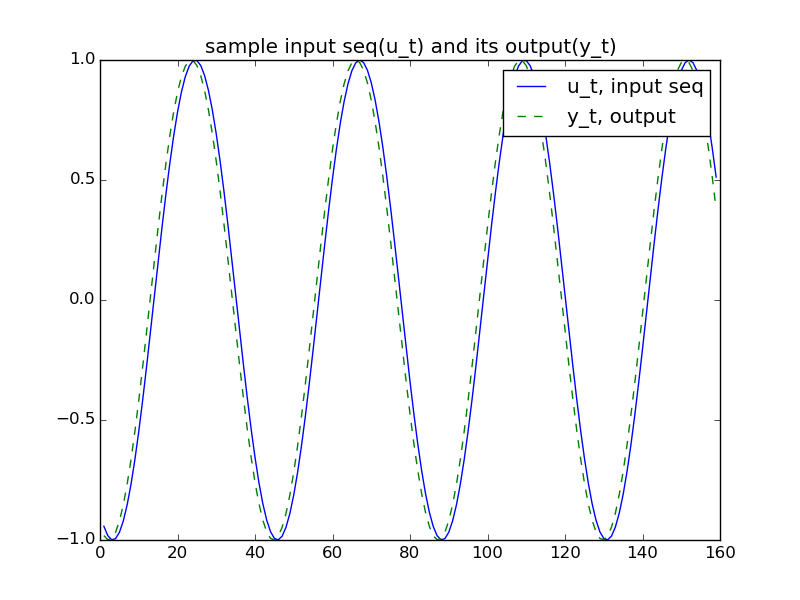 sample input seq(u_t) and its output(y_t)
u_t, input seq
y_t, output
1.0
0.5
0.0
−0.5
−1.0
0 20 40 60 80 100 120 140 160